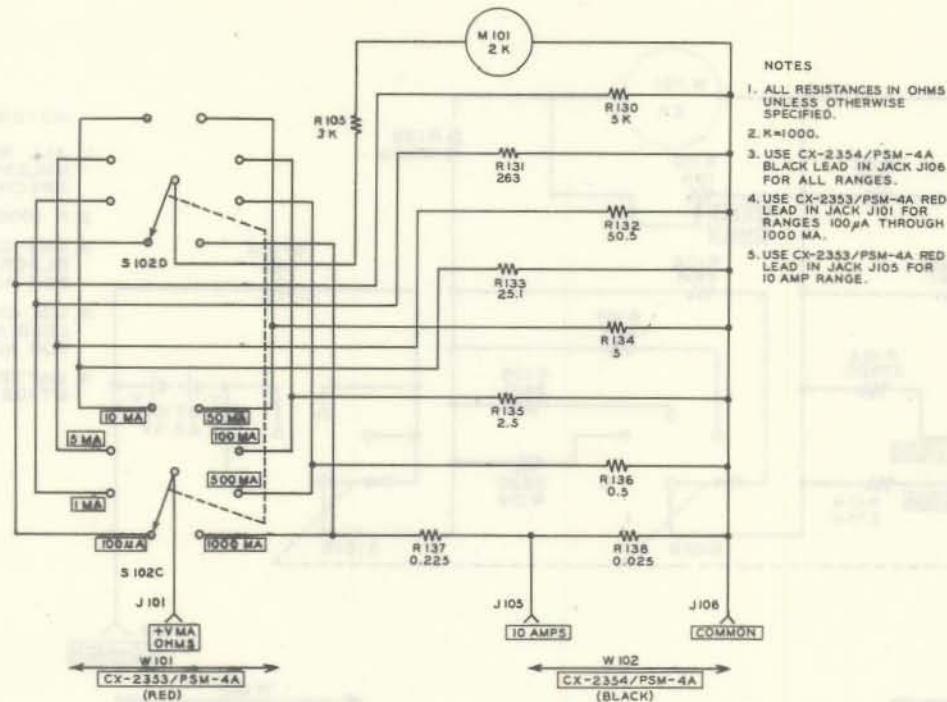 M 101
2 K
R 105
3 K
R 130
5 K
R 131
263
R 132
50.5
R 133
25.1
R 134
5
R 135
2.5
R 136
0.5
R 137
0.225
R 138
0.025
S 102D
10 MA
50 MA
100 MA
5 MA
500 MA
1 MA
100 µA
1000 MA
S 102C
J101
+V MA
OHMS
J105
10 AMPS
J106
COMMON
W 101
CX-2353/PSM-4A
(RED)
W 102
CX-2354/PSM-4A
(BLACK)
NOTES
1. ALL RESISTANCES IN OHMS
UNLESS OTHERWISE
SPECIFIED.
2. K=1000.
3. USE CX-2354/PSM-4A
BLACK LEAD IN JACK J106
FOR ALL RANGES.
4. USE CX-2353/PSM-4A RED
LEAD IN JACK J101 FOR
RANGES 100µA THROUGH
1000 MA.
5. USE CX-2353/PSM-4A RED
LEAD IN JACK J105 FOR
10 AMP RANGE.